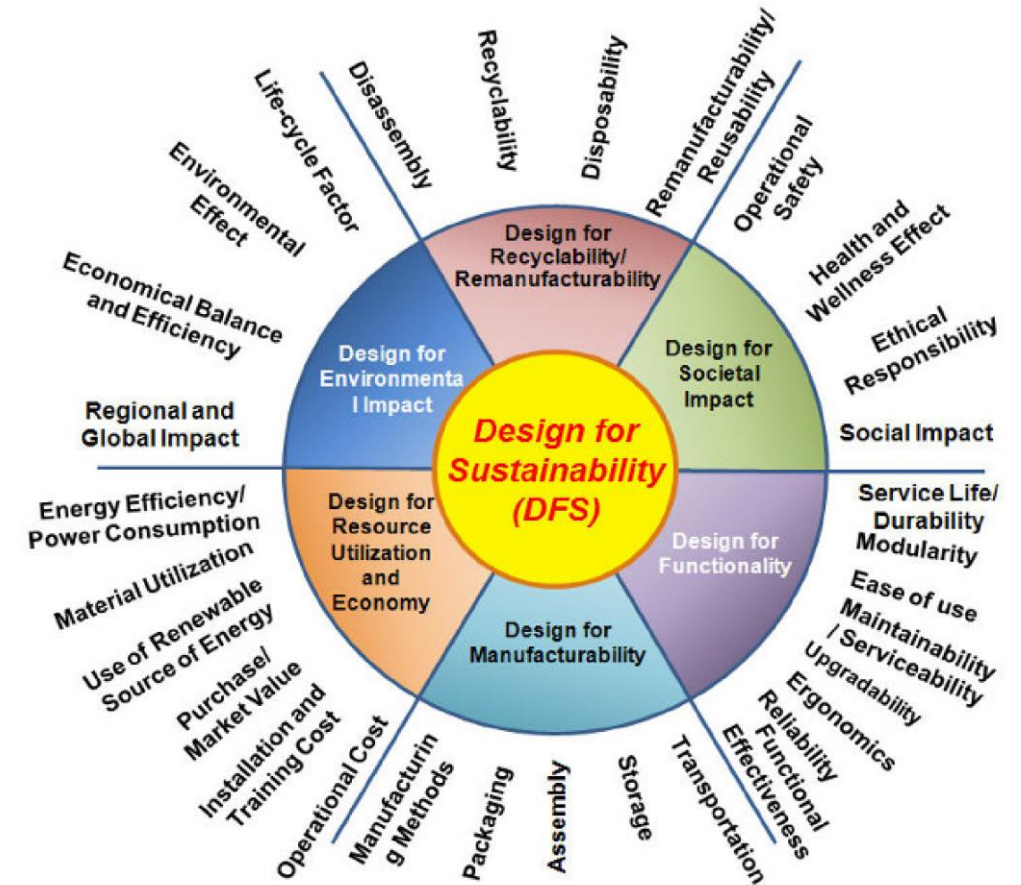 Design for
Sustainability
(DFS)
Design for
Recyclability/
Remanufacturability
Disassembly
Recyclability
Disposability
Remanufacturability/
Reusability
Design for
Societal
Impact
Operational
Safety
Health and
Wellness Effect
Ethical
Responsibility
Social Impact
Design for
Functionality
Service Life/
Durability
Modularity
Ease of use
Maintainability
/ Serviceability
Upgradability
Ergonomics
Reliability
Functional
Effectiveness
Design for
Manufacturability
Transportation
Storage
Assembly
Packaging
Manufacturin
g Methods
Design for
Resource
Utilization
and
Economy
Operational Cost
Installation and
Training Cost
Purchase/
Market Value
Use of Renewable
Source of Energy
Material Utilization
Energy Efficiency/
Power Consumption
Design for
Environmenta
l Impact
Regional and
Global Impact
Economical Balance
and Efficiency
Environmental
Effect
Life-cycle Factor